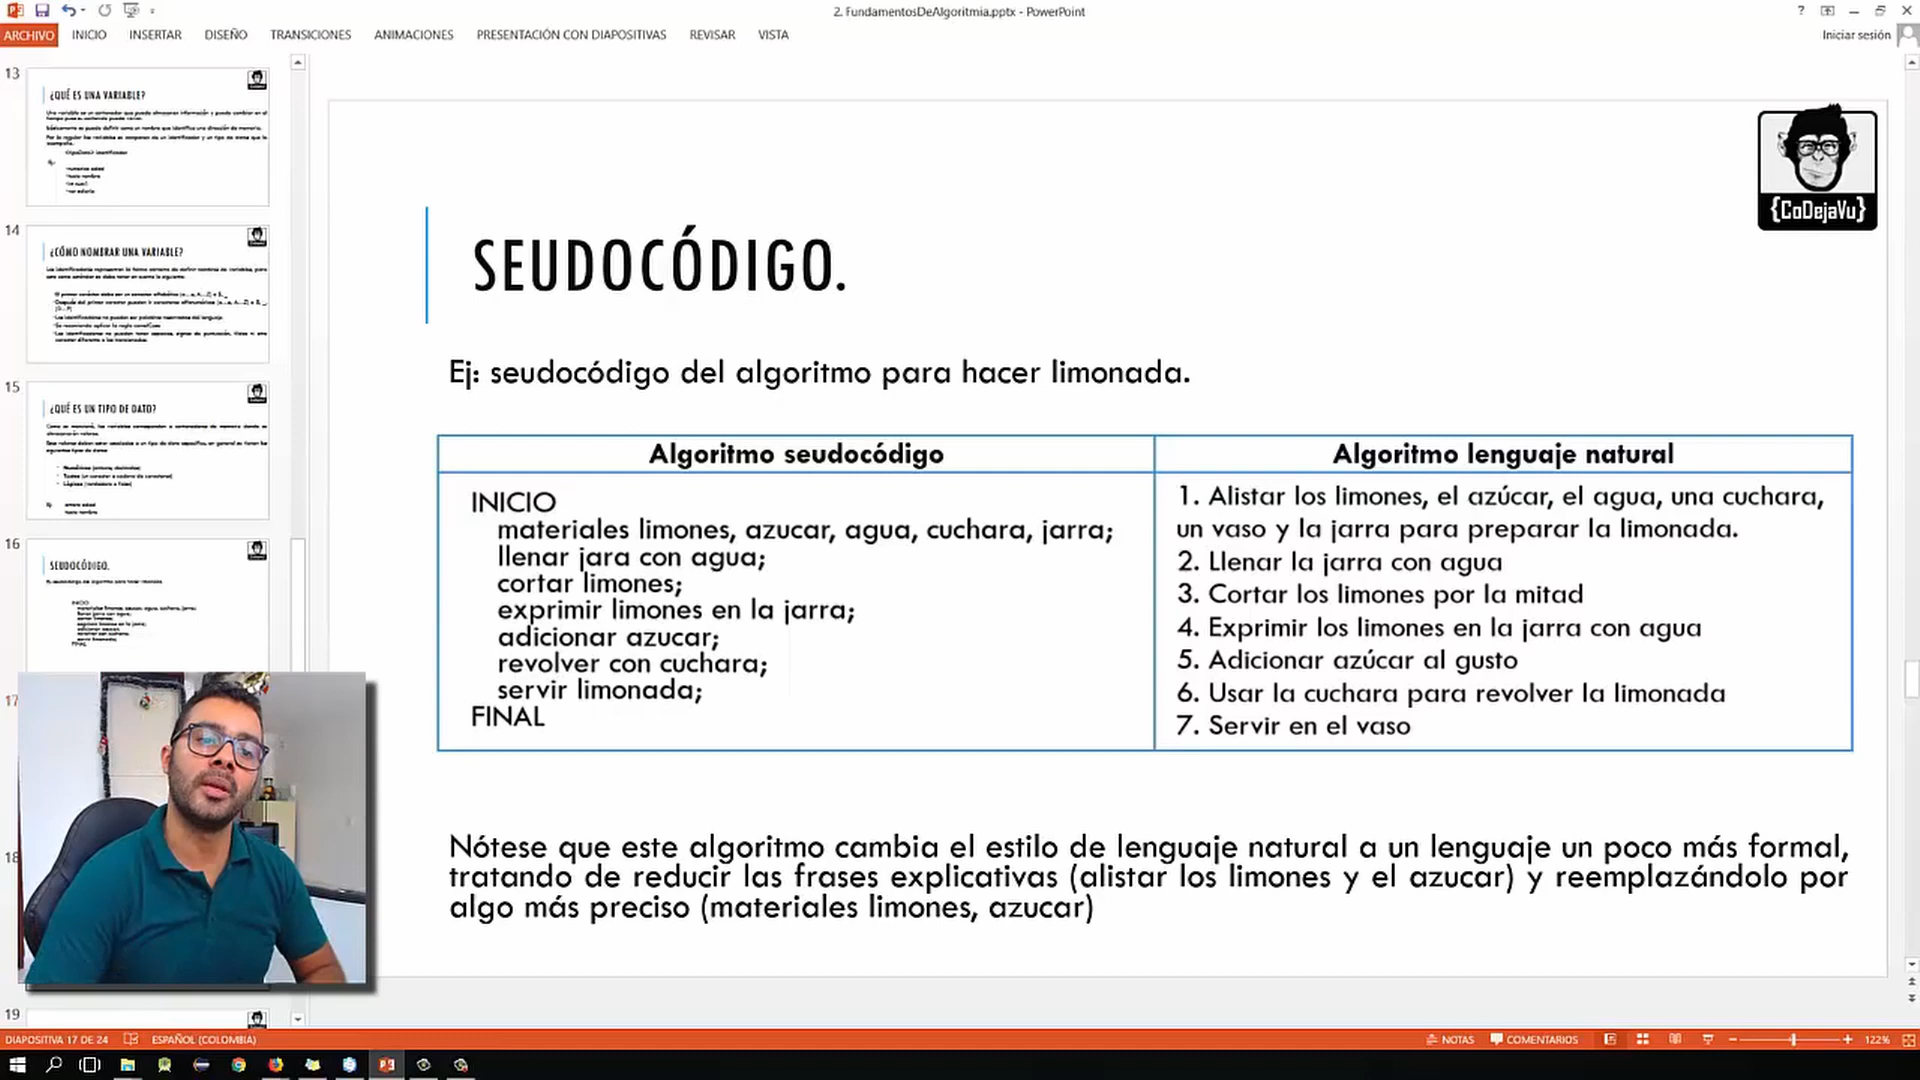 2. FundamentosDeAlgoritmia.pptx - PowerPoint
ARCHIVO INICIO INSERTAR DISEÑO TRANSICIONES ANIMACIONES PRESENTACIÓN CON DIAPOSITIVAS REVISAR VISTA
Iniciar sesión
13
¿QUÉ ES UNA VARIABLE?
14
¿CÓMO NOMBRAR UNA VARIABLE?
15
¿QUÉ ES UN TIPO DE DATO?
16
SEUDOCÓDIGO.
17
18
19
{CoDejaVu}
SEUDOCÓDIGO.
Ej: seudocódigo del algoritmo para hacer limonada.
Algoritmo seudocódigo
INICIO
materiales limones, azucar, agua, cuchara, jarra;
llenar jara con agua;
cortar limones;
exprimir limones en la jarra;
adicionar azucar;
revolver con cuchara;
servir limonada;
FINAL
Algoritmo lenguaje natural
1. Alistar los limones, el azúcar, el agua, una cuchara,
un vaso y la jarra para preparar la limonada.
2. Llenar la jarra con agua
3. Cortar los limones por la mitad
4. Exprimir los limones en la jarra con agua
5. Adicionar azúcar al gusto
6. Usar la cuchara para revolver la limonada
7. Servir en el vaso
Nótese que este algoritmo cambia el estilo de lenguaje natural a un lenguaje un poco más formal,
tratando de reducir las frases explicativas (alistar los limones y el azucar) y reemplazándolo por
algo más preciso (materiales limones, azucar)
DIAPOSITIVA 17 DE 24 ESPAÑOL (COLOMBIA) NOTAS COMENTARIOS 122%